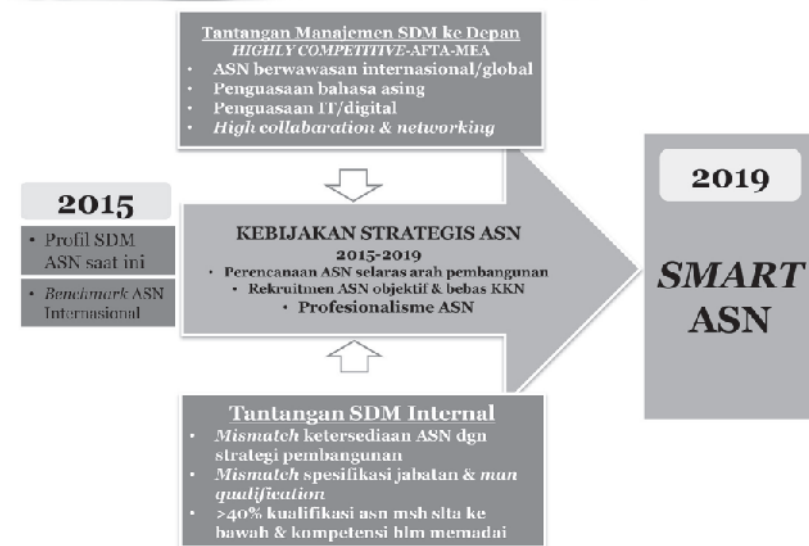 Tantangan Manajemen SDM ke Depan
HIGHLY COMPETITIVE-AFTA-MEA
• ASN berwawasan internasional/global
• Penguasaan bahasa asing
• Penguasaan IT/digital
• High collabaration & networking
2015
• Profil SDM
ASN saat ini
• Benchmark ASN
Internasional
KEBIJAKAN STRATEGIS ASN
2015-2019
• Perencanaan ASN selaras arah pembangunan
• Rekruitmen ASN objektif & bebas KKN
• Profesionalisme ASN
2019
SMART
ASN
Tantangan SDM Internal
• Mismatch ketersediaan ASN dgn
strategi pembangunan
• Mismatch spesifikasi jabatan & man
qualification
• >40% kualifikasi asn msh slta ke
bawah & kompetensi blm memadai